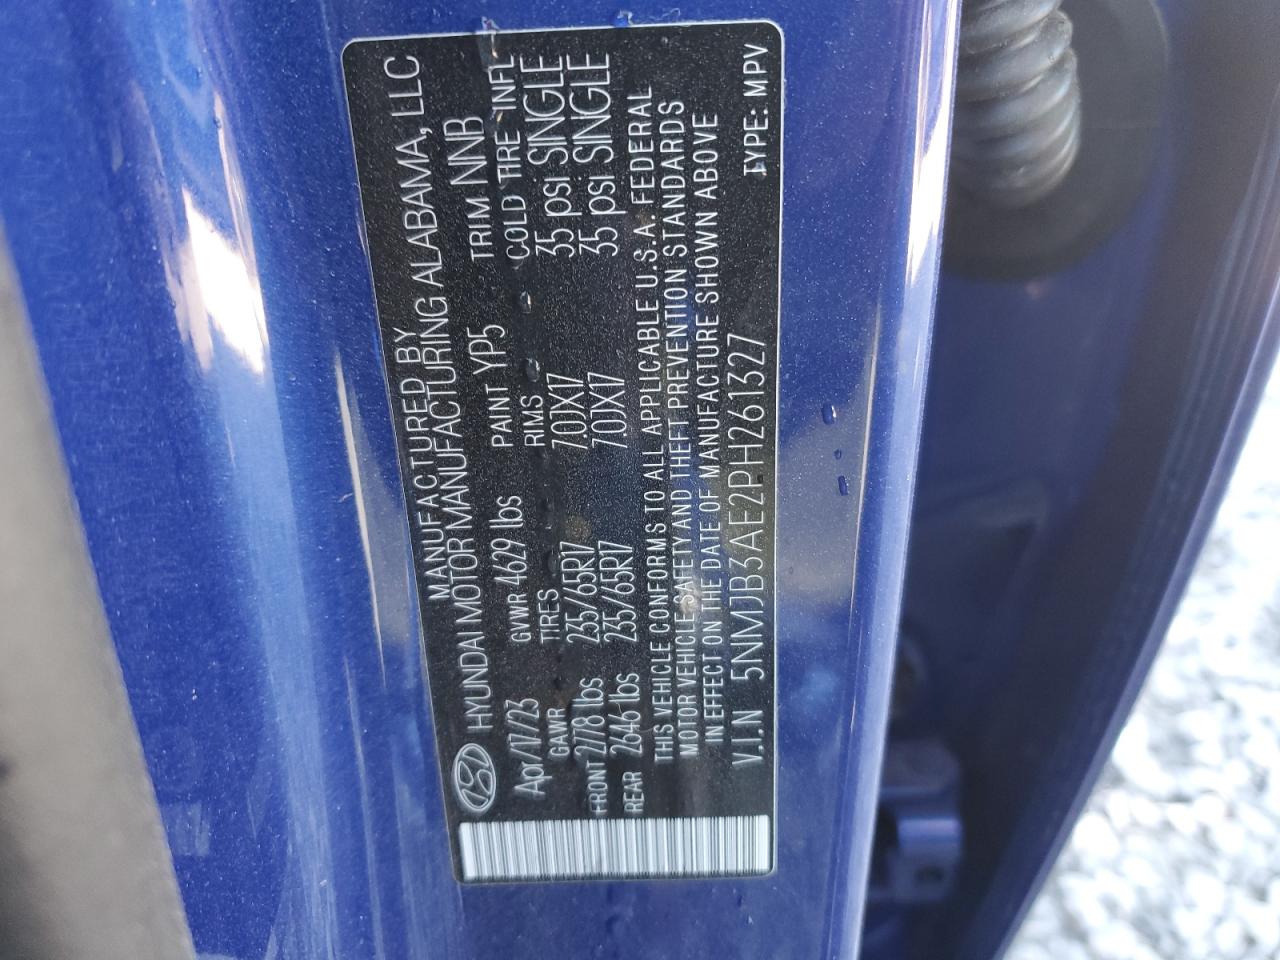 MANUFACTURED BY
HYUNDAI MOTOR MANUFACTURING ALABAMA, LLC
Apr/17/23 GVWR 4629 lbs PAINT YP5 TRIM NNB
GAWR TIRES RIMS COLD TIRE INFL
FRONT 2778 lbs 235/65R17 7.0JX17 35 psi SINGLE
REAR 2646 lbs 235/65R17 7.0JX17 35 psi SINGLE
THIS VEHICLE CONFORMS TO ALL APPLICABLE U.S.A. FEDERAL
MOTOR VEHICLE SAFETY AND THEFT PREVENTION STANDARDS
IN EFFECT ON THE DATE OF MANUFACTURE SHOWN ABOVE
V.I.N 5NMJB3AE2PH261327 TYPE: MPV